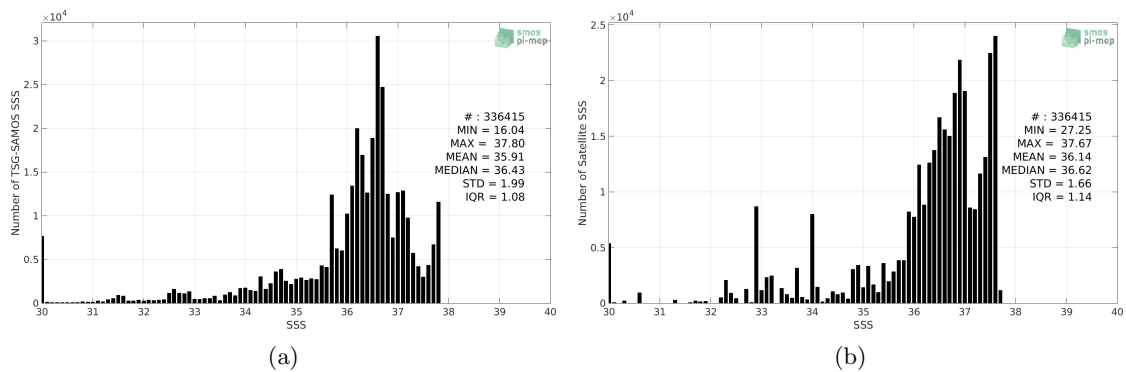 ×10⁴
3
2.5
2
1.5
1
0.5
0
30 31 32 33 34 35 36 37 38 39 40
SSS
Number of TSG-SAMOS SSS
smos
pi-mep
# : 336415
MIN = 16.04
MAX = 37.80
MEAN = 35.91
MEDIAN = 36.43
STD = 1.99
IQR = 1.08
(a)
×10⁴
2.5
2
1.5
1
0.5
0
30 31 32 33 34 35 36 37 38 39 40
SSS
Number of Satellite SSS
smos
pi-mep
# : 336415
MIN = 27.25
MAX = 37.67
MEAN = 36.14
MEDIAN = 36.62
STD = 1.66
IQR = 1.14
(b)